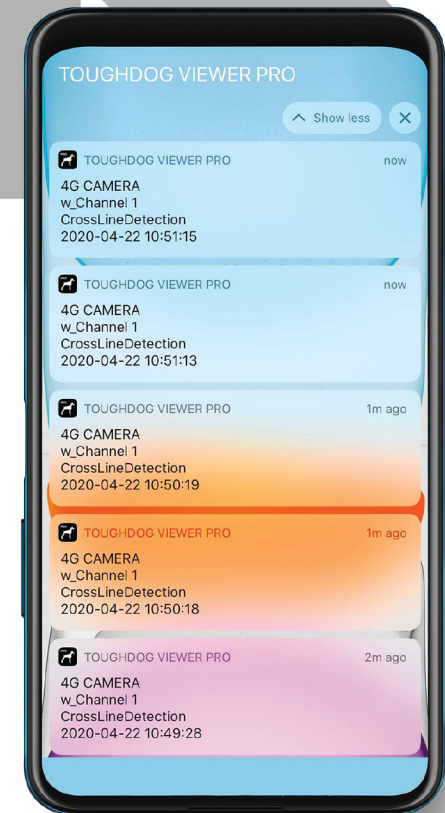 TOUGHDOG VIEWER PRO
Show less
TOUGHDOG VIEWER PRO now
4G CAMERA
w_Channel 1
CrossLineDetection
2020-04-22 10:51:15
TOUGHDOG VIEWER PRO now
4G CAMERA
w_Channel 1
CrossLineDetection
2020-04-22 10:51:13
TOUGHDOG VIEWER PRO 1m ago
4G CAMERA
w_Channel 1
CrossLineDetection
2020-04-22 10:50:19
TOUGHDOG VIEWER PRO 1m ago
4G CAMERA
w_Channel 1
CrossLineDetection
2020-04-22 10:50:18
TOUGHDOG VIEWER PRO 2m ago
4G CAMERA
w_Channel 1
CrossLineDetection
2020-04-22 10:49:28